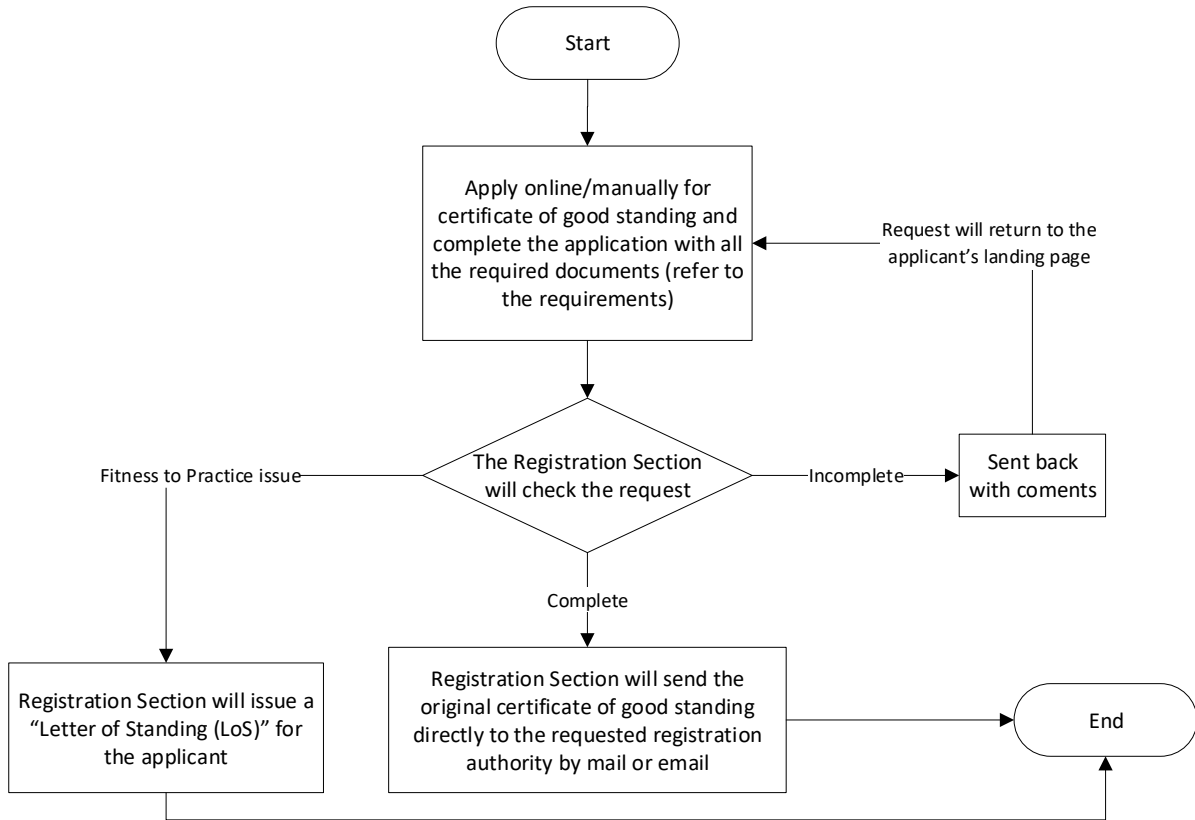 Start
Apply online/manually for
certificate of good standing and
complete the application with all
the required documents (refer to
the requirements)
Request will return to the
applicant’s landing page
Fitness to Practice issue
The Registration Section
will check the request
Incomplete
Sent back
with coments
Complete
Registration Section will issue a
“Letter of Standing (LoS)” for
the applicant
Registration Section will send the
original certificate of good standing
directly to the requested registration
authority by mail or email
End